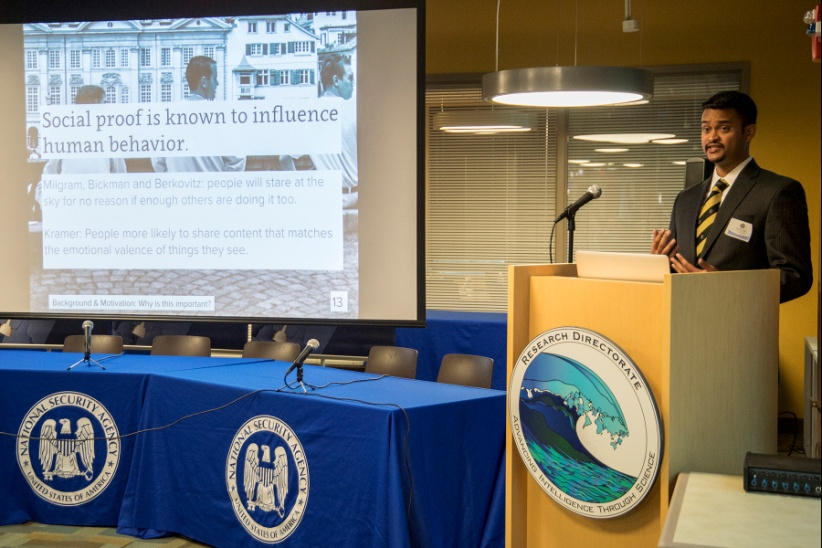 Social proof is known to influence
human behavior.
Milgram, Bickman and Berkovitz: people will stare at the
sky for no reason if enough others are doing it too.
Kramer: People more likely to share content that matches
the emotional valence of things they see.
Background & Motivation: Why is this important?
13
NATIONAL SECURITY AGENCY
UNITED STATES OF AMERICA
NATIONAL SECURITY AGENCY
UNITED STATES OF AMERICA
RESEARCH DIRECTORATE
ADVANCING INTELLIGENCE THROUGH SCIENCE